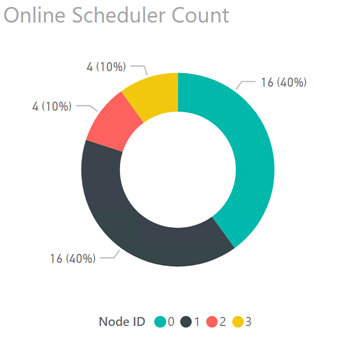 Online Scheduler Count
4 (10%)
16 (40%)
4 (10%)
16 (40%)
Node ID 0 1 2 3